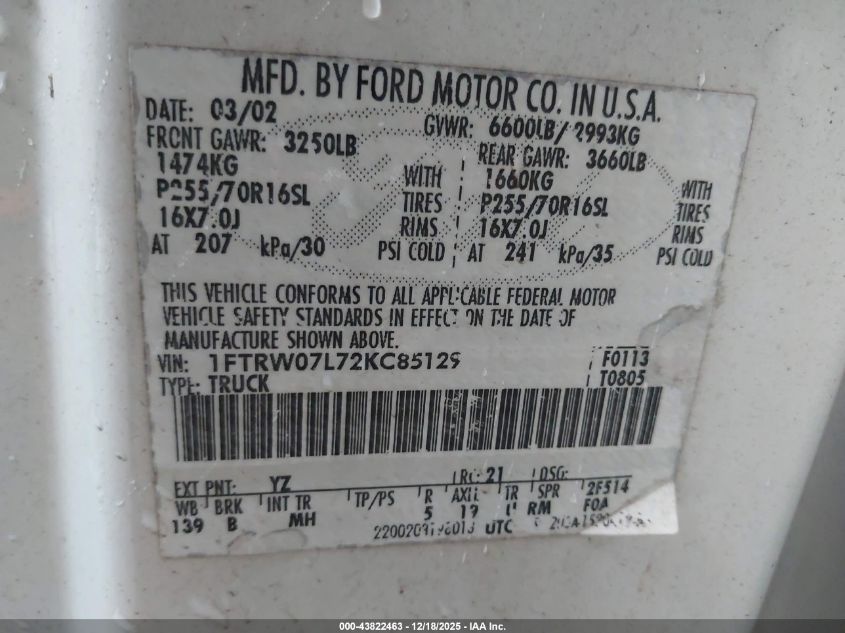 MFD. BY FORD MOTOR CO. IN U.S.A.
DATE: 03/02 GVWR: 6600LB/ 2993KG
FRONT GAWR: 3250LB REAR GAWR: 3660LB
1474KG WITH 1660KG WITH
P255/70R16SL TIRES P255/70R16SL TIRES
16X7.0J RIMS 16X7.0J RIMS
AT 207 kPa/30 PSI COLD AT 241 kPa/35 PSI COLD
THIS VEHICLE CONFORMS TO ALL APPLICABLE FEDERAL MOTOR
VEHICLE SAFETY STANDARDS IN EFFECT ON THE DATE OF
MANUFACTURE SHOWN ABOVE.
VIN: 1FTRW07L72KC85129 F0113
TYPE: TRUCK T0805
EXT PNT: YZ RC: 21 DSG:
WB BRK INT TR TP/PS R AXLE TR SPR 2F514
139 B MH 5 19 RM FOA
UTC
000-43822463 - 12/18/2025 - IAA Inc.